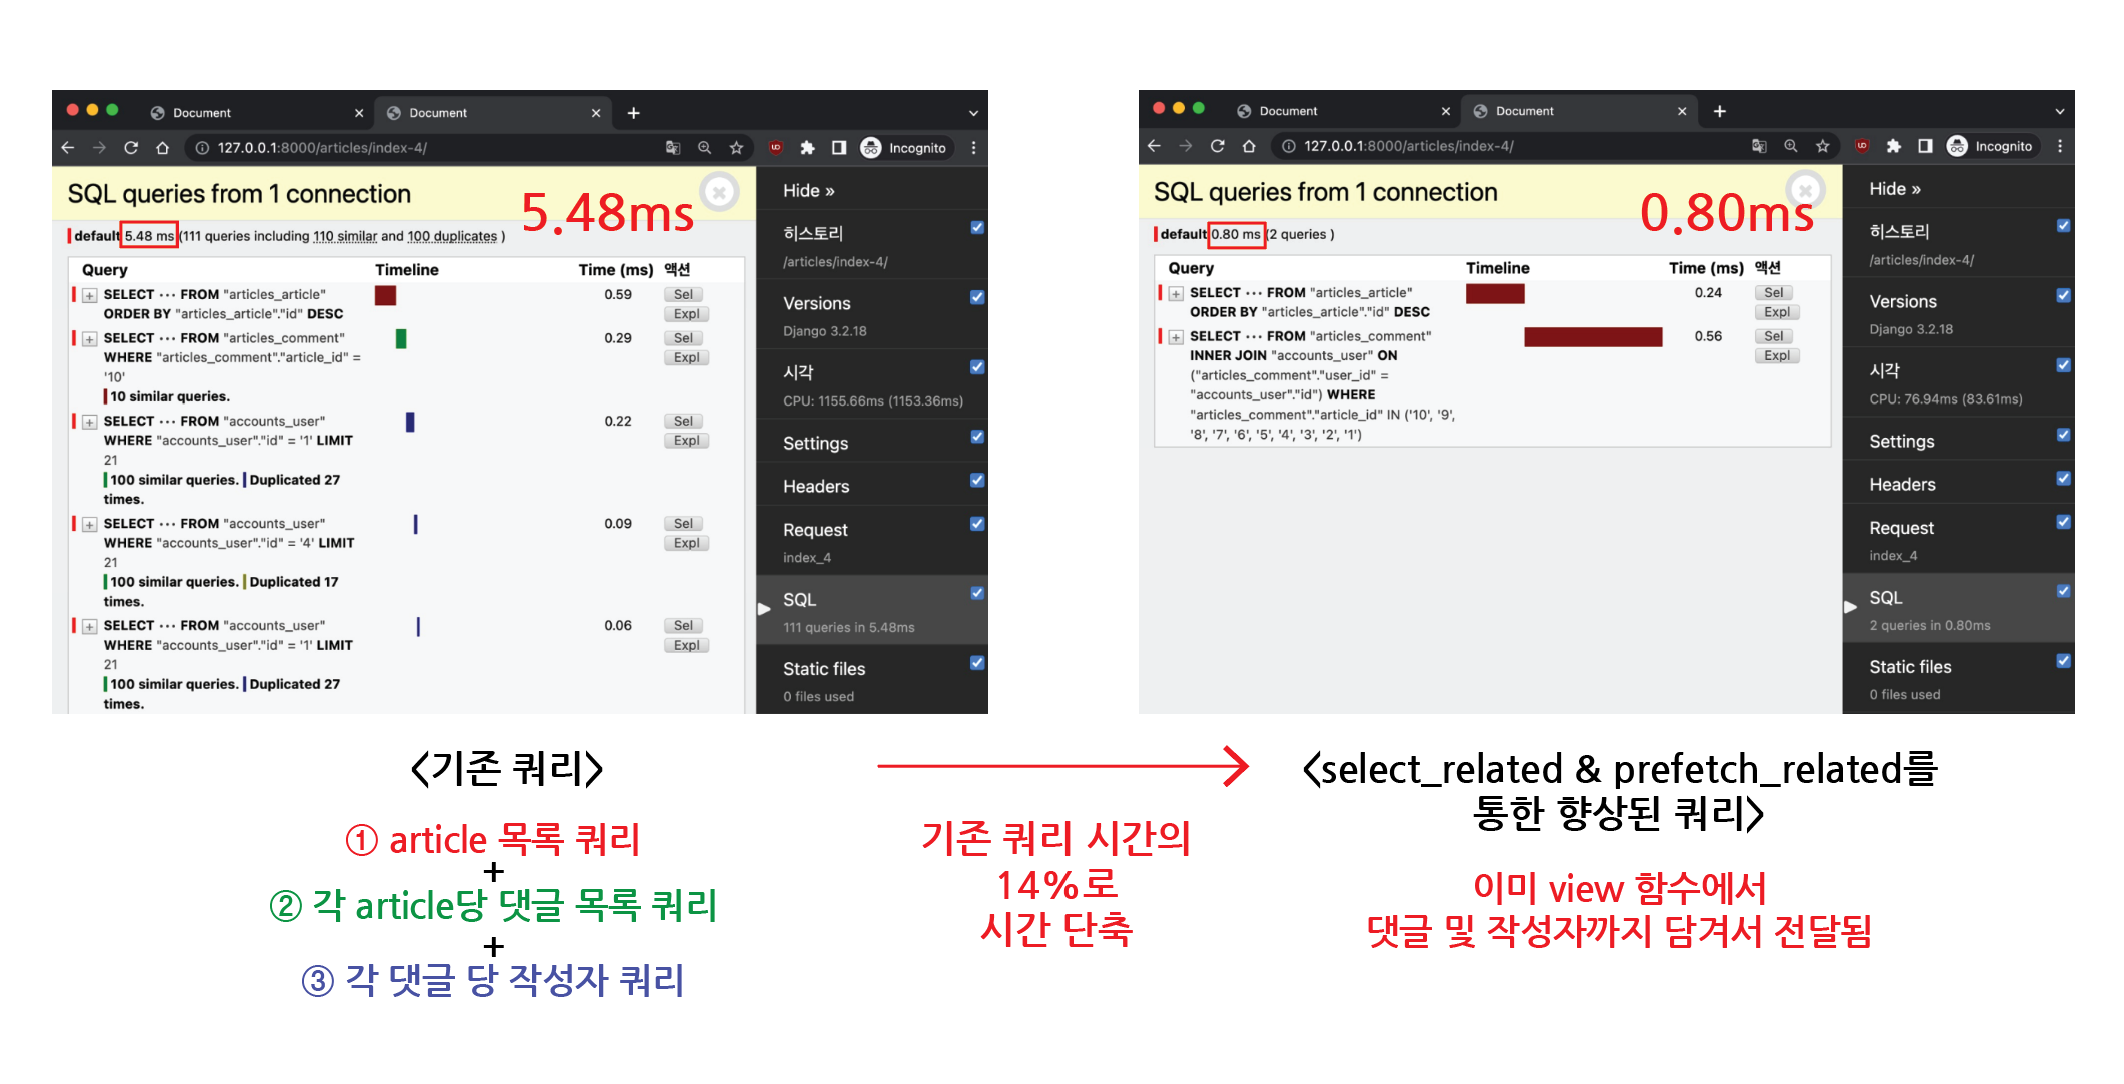 Document
Document
127.0.0.1:8000/articles/index-4/
Incognito
SQL queries from 1 connection
5.48ms
default 5.48 ms (111 queries including 110 similar and 100 duplicates )
Query Timeline Time (ms) 액션
SELECT ··· FROM "articles_article" 0.59 Sel
ORDER BY "articles_article"."id" DESC Expl
SELECT ··· FROM "articles_comment" 0.29 Sel
WHERE "articles_comment"."article_id" = Expl
'10'
10 similar queries.
SELECT ··· FROM "accounts_user" 0.22 Sel
WHERE "accounts_user"."id" = '1' LIMIT Expl
21
100 similar queries. Duplicated 27
times.
SELECT ··· FROM "accounts_user" 0.09 Sel
WHERE "accounts_user"."id" = '4' LIMIT Expl
21
100 similar queries. Duplicated 17
times.
SELECT ··· FROM "accounts_user" 0.06 Sel
WHERE "accounts_user"."id" = '1' LIMIT Expl
21
100 similar queries. Duplicated 27
times.
Hide »
히스토리
/articles/index-4/
Versions
Django 3.2.18
시각
CPU: 1155.66ms (1153.36ms)
Settings
Headers
Request
index_4
SQL
111 queries in 5.48ms
Static files
0 files used
Document
Document
127.0.0.1:8000/articles/index-4/
Incognito
SQL queries from 1 connection
0.80ms
default 0.80 ms (2 queries )
Query Timeline Time (ms) 액션
SELECT ··· FROM "articles_article" 0.24 Sel
ORDER BY "articles_article"."id" DESC Expl
SELECT ··· FROM "articles_comment" 0.56 Sel
INNER JOIN "accounts_user" ON Expl
("articles_comment"."user_id" =
"accounts_user"."id") WHERE
"articles_comment"."article_id" IN ('10', '9',
'8', '7', '6', '5', '4', '3', '2', '1')
Hide »
히스토리
/articles/index-4/
Versions
Django 3.2.18
시각
CPU: 76.94ms (83.61ms)
Settings
Headers
Request
index_4
SQL
2 queries in 0.80ms
Static files
0 files used
<기존 쿼리>
① article 목록 쿼리
+
② 각 article당 댓글 목록 쿼리
+
③ 각 댓글 당 작성자 쿼리
기존 쿼리 시간의
14%로
시간 단축
<select_related & prefetch_related를
통한 향상된 쿼리>
이미 view 함수에서
댓글 및 작성자까지 담겨서 전달됨